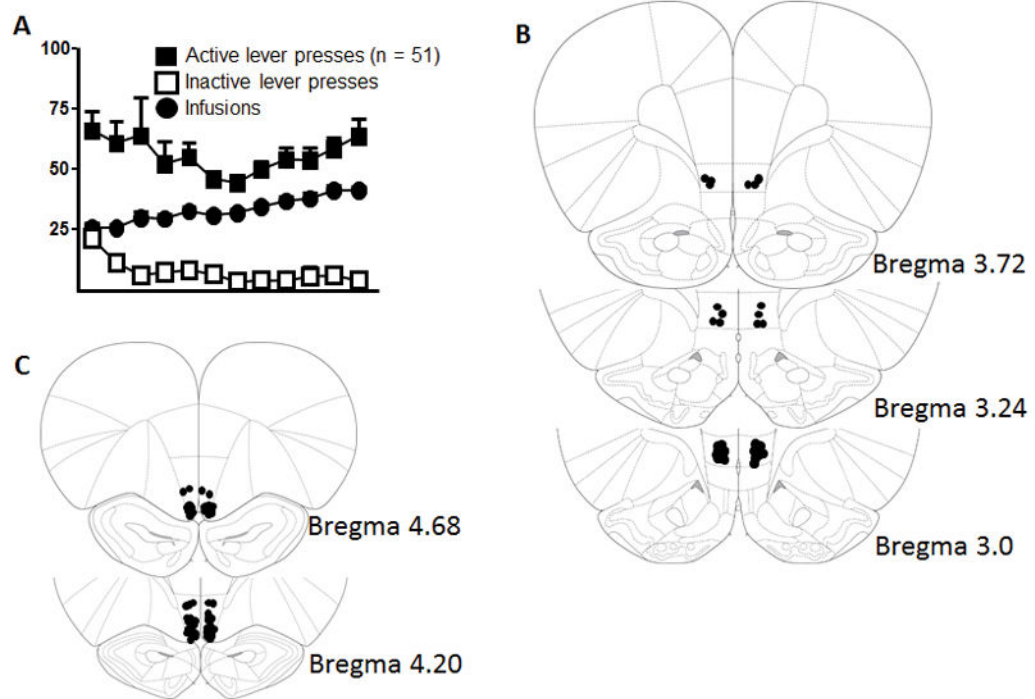 A
100
75
50
25
Active lever presses (n = 51)
Inactive lever presses
Infusions
B
Bregma 3.72
Bregma 3.24
Bregma 3.0
C
Bregma 4.68
Bregma 4.20